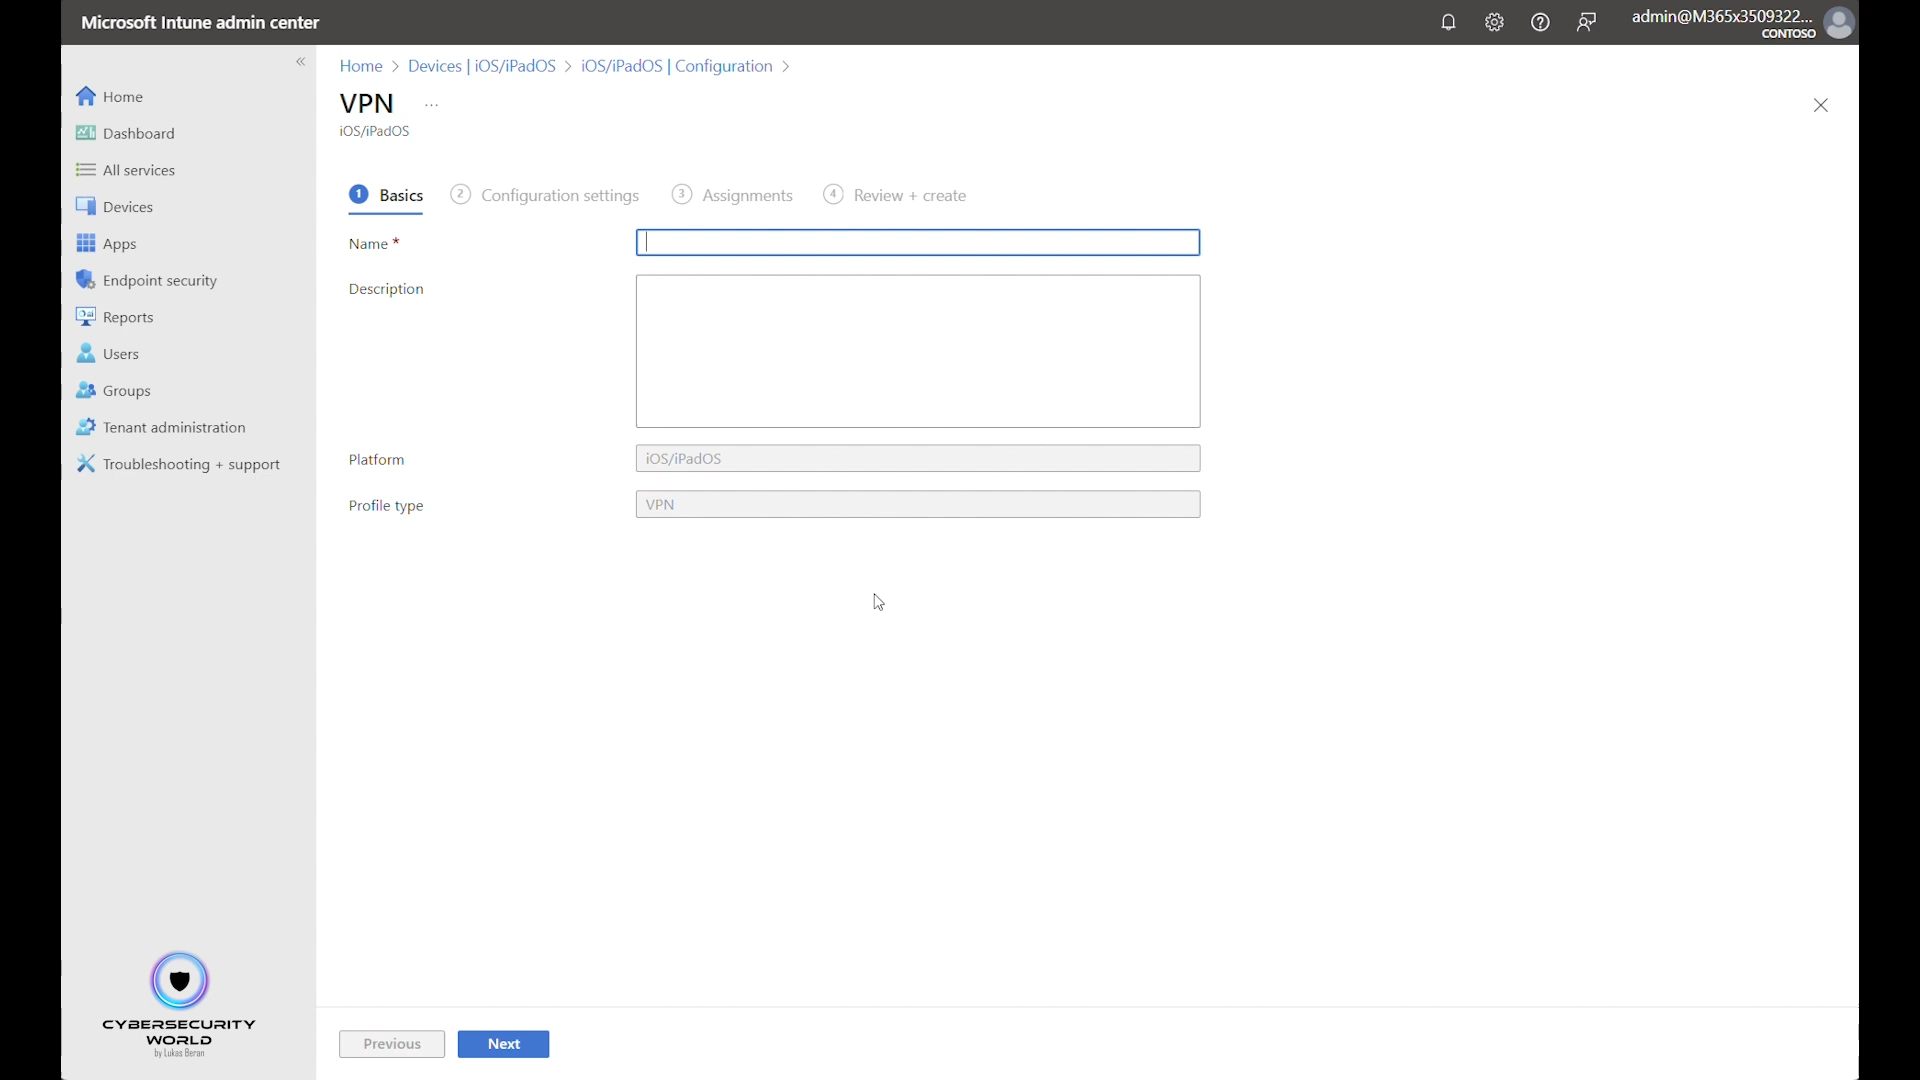 Microsoft Intune admin center
admin@M365x3509322...
CONTOSO
Home > Devices | iOS/iPadOS > iOS/iPadOS | Configuration >
VPN ...
iOS/iPadOS
Home
Dashboard
All services
Devices
Apps
Endpoint security
Reports
Users
Groups
Tenant administration
Troubleshooting + support
1 Basics 2 Configuration settings 3 Assignments 4 Review + create
Name *
Description
Platform iOS/iPadOS
Profile type VPN
CYBERSECURITY
WORLD
by Lukas Beran
Previous Next